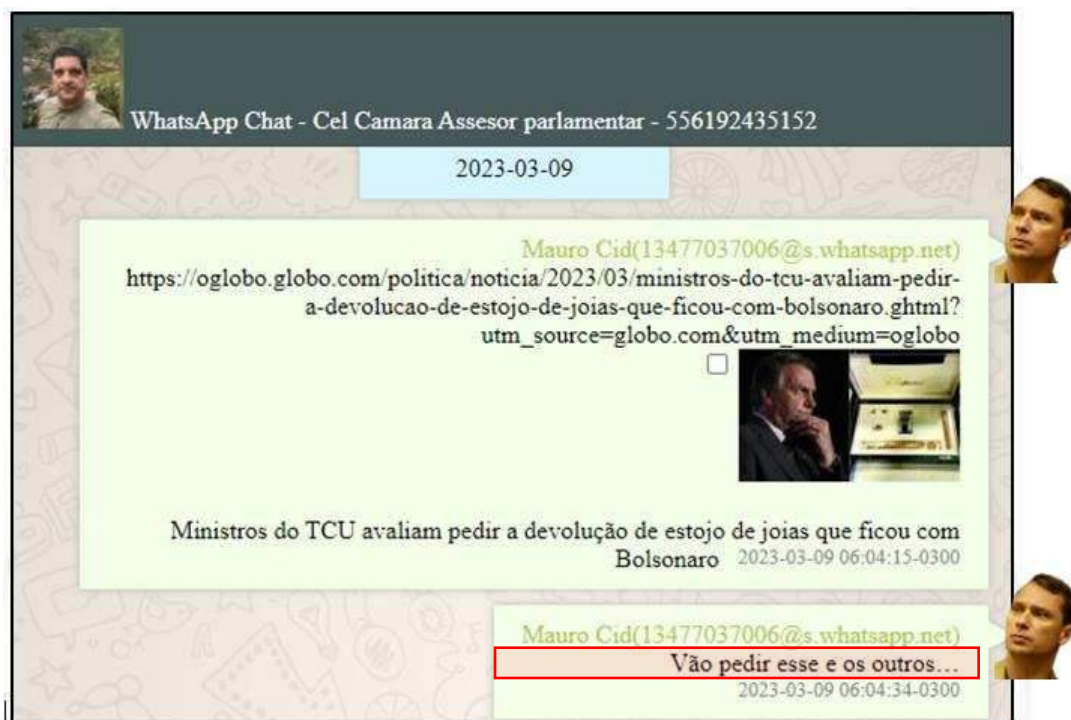 WhatsApp Chat - Cel Camara Assesor parlamentar - 556192435152
2023-03-09
Mauro Cid(13477037006@s.whatsapp.net)
https://oglobo.globo.com/politica/noticia/2023/03/ministros-do-tcu-avaliam-pedir-
a-devolucao-de-estojo-de-joias-que-ficou-com-bolsonaro.ghtml?
utm_source=globo.com&utm_medium=oglobo
Ministros do TCU avaliam pedir a devolução de estojo de joias que ficou com
Bolsonaro 2023-03-09 06:04:15-0300
Mauro Cid(13477037006@s.whatsapp.net)
Vão pedir esse e os outros…
2023-03-09 06:04:34-0300